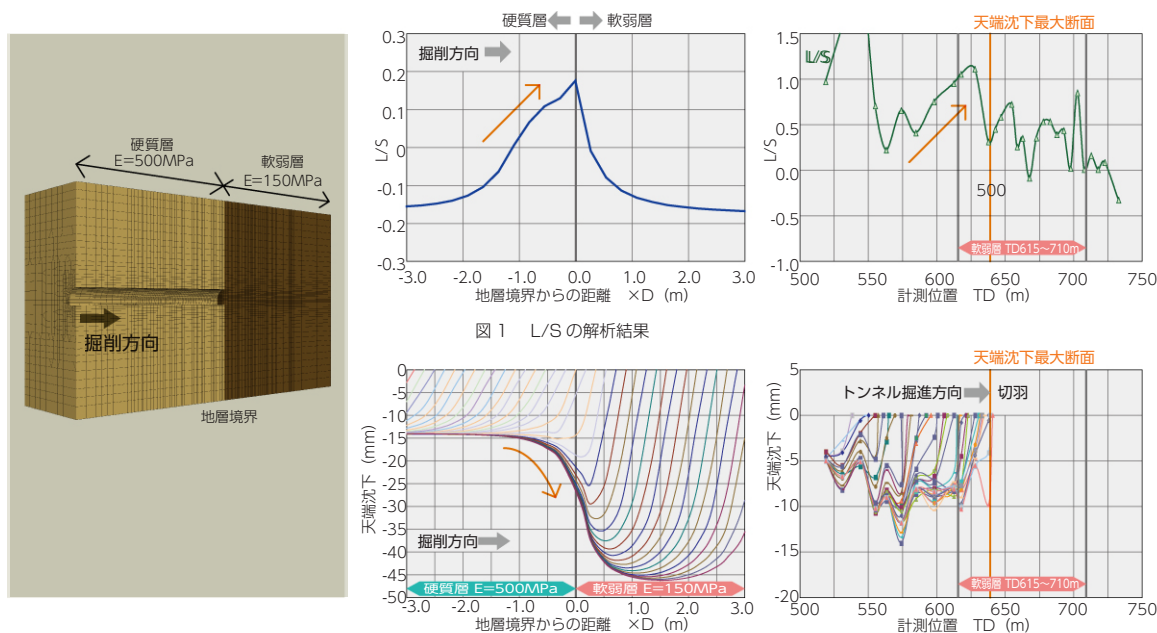 硬質層
E=500MPa
軟弱層
E=150MPa
掘削方向
地層境界
硬質層
軟弱層
掘削方向
L/S
0.3
0.2
0.1
0
-0.1
-0.2
-0.3
-3.0
-2.0
-1.0
0.0
1.0
2.0
3.0
地層境界からの距離 ×D (m)
天端沈下最大断面
L/S
L/S
1.5
1.0
0.5
0.0
-0.5
-1.0
500
軟弱層 TD615～710m
500
550
600
650
700
750
計測位置 TD (m)
図1 L/Sの解析結果
天端沈下 (mm)
0
-5
-10
-15
-20
-25
-30
-35
-40
-45
-50
掘削方向
硬質層 E=500MPa
軟弱層 E=150MPa
-3.0
-2.0
-1.0
0.0
1.0
2.0
3.0
地層境界からの距離 ×D (m)
天端沈下最大断面
トンネル掘進方向
切羽
天端沈下 (mm)
5
0
-5
-10
-15
-20
軟弱層 TD615～710m
500
550
600
650
700
750
計測位置 TD (m)